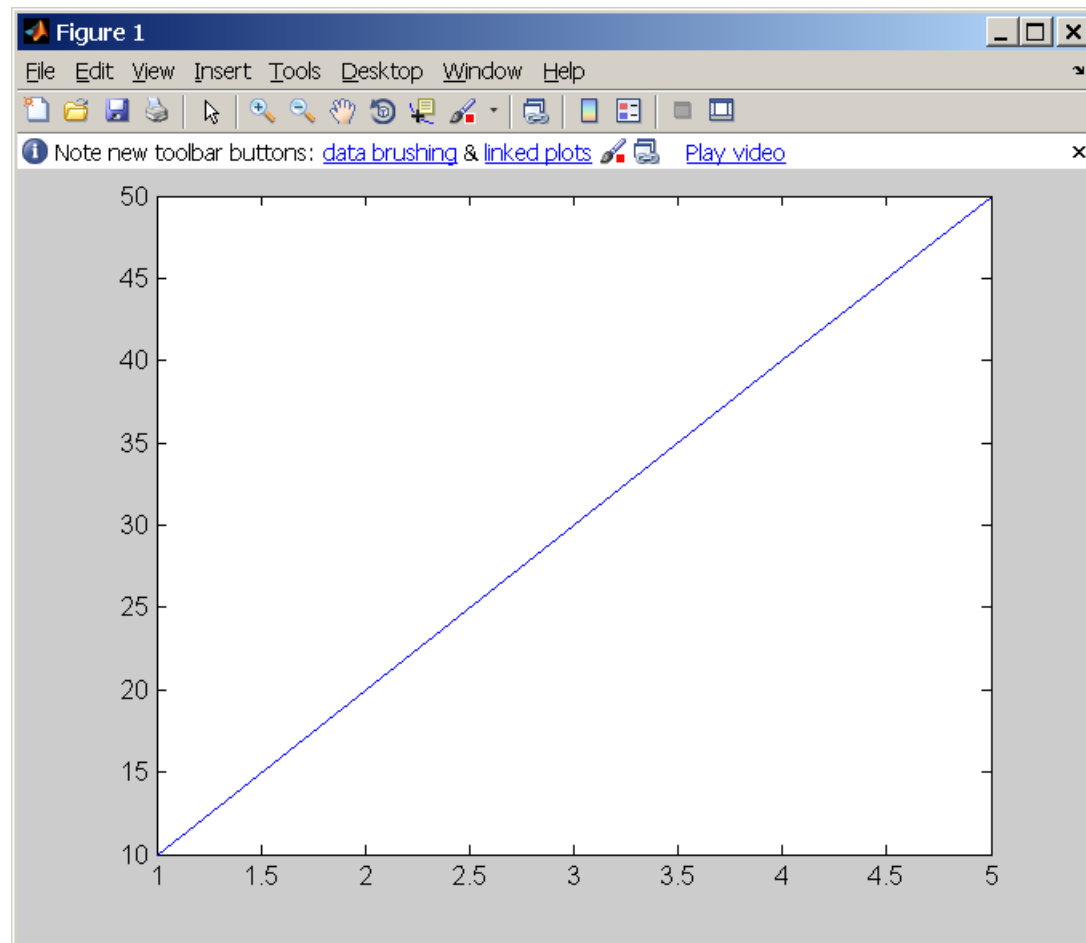 Figure 1
File Edit View Insert Tools Desktop Window Help
Note new toolbar buttons: data brushing & linked plots Play video
50
45
40
35
30
25
20
15
10
1 1.5 2 2.5 3 3.5 4 4.5 5